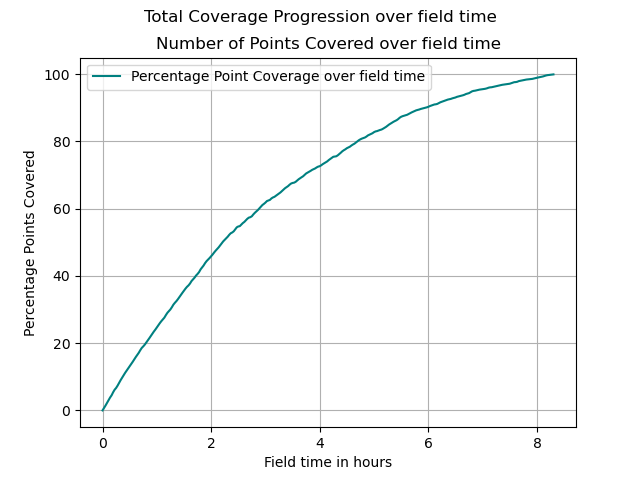 Total Coverage Progression over field time
Number of Points Covered over field time
Percentage Point Coverage over field time
100
80
60
40
20
0
Percentage Points Covered
0 2 4 6 8
Field time in hours